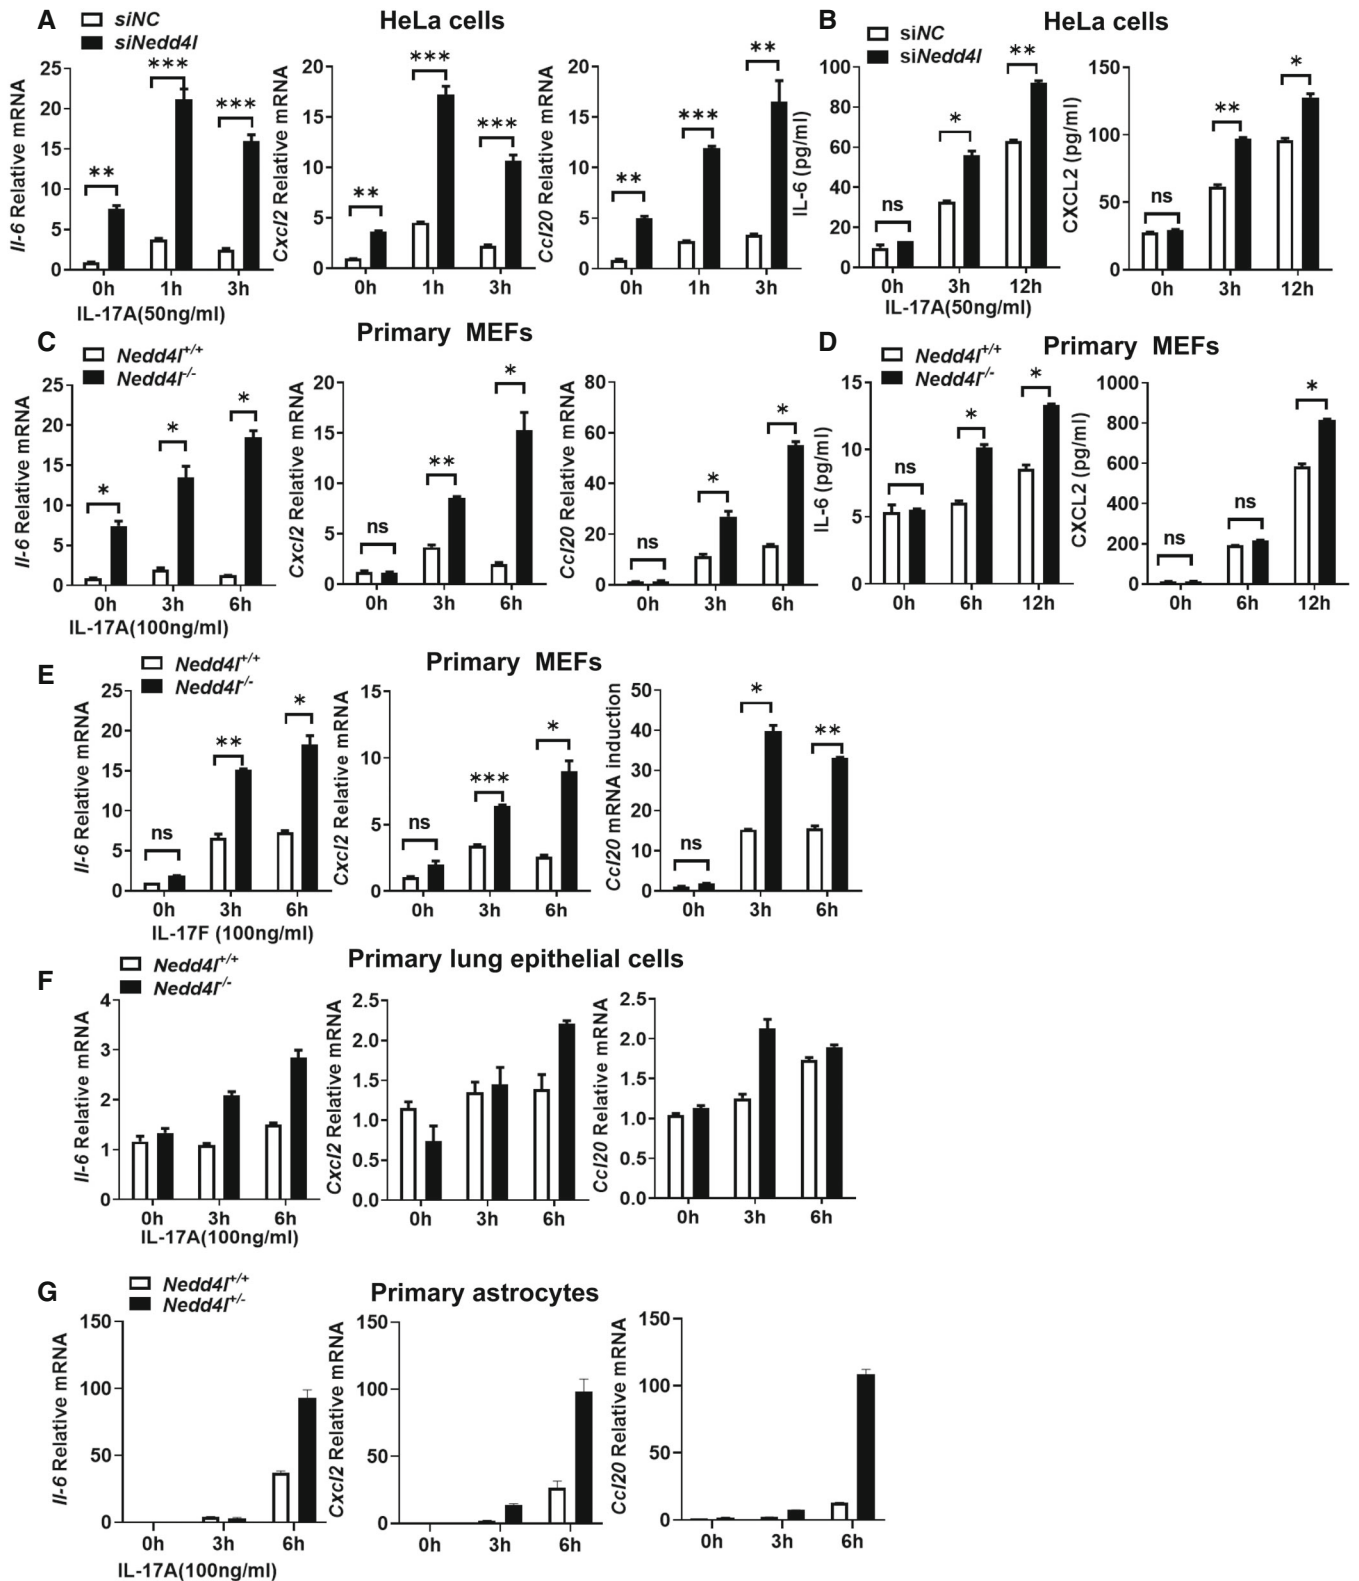 A
siNC
siNedd4l
HeLa cells
Il-6 Relative mRNA
25
20
15
10
5
0
**
***
***
0h
1h
3h
IL-17A(50ng/ml)
Cxcl2 Relative mRNA
20
15
10
5
0
**
***
***
0h
1h
3h
Ccl20 Relative mRNA
20
15
10
5
0
**
***
**
0h
1h
3h
B
siNC
siNedd4l
HeLa cells
IL-6 (pg/ml)
100
80
60
40
20
0
ns
*
**
0h
3h
12h
IL-17A(50ng/ml)
CXCL2 (pg/ml)
150
100
50
0
ns
**
*
0h
3h
12h
C
Nedd4l+/+
Nedd4l-/-
Primary MEFs
Il-6 Relative mRNA
25
20
15
10
5
0
*
*
*
0h
3h
6h
IL-17A(100ng/ml)
Cxcl2 Relative mRNA
20
15
10
5
0
ns
**
*
0h
3h
6h
Ccl20 Relative mRNA
80
60
40
20
0
ns
*
*
0h
3h
6h
D
Nedd4l+/+
Nedd4l-/-
Primary MEFs
IL-6 (pg/ml)
15
10
5
0
ns
*
*
0h
6h
12h
CXCL2 (pg/ml)
1000
800
600
400
200
0
ns
ns
*
0h
6h
12h
E
Nedd4l+/+
Nedd4l-/-
Primary MEFs
Il-6 Relative mRNA
25
20
15
10
5
0
ns
**
*
0h
3h
6h
IL-17F (100ng/ml)
Cxcl2 Relative mRNA
15
10
5
0
ns
***
*
0h
3h
6h
Ccl20 mRNA induction
50
40
30
20
10
0
ns
*
**
0h
3h
6h
F
Nedd4l+/+
Nedd4l-/-
Primary lung epithelial cells
Il-6 Relative mRNA
4
3
2
1
0
0h
3h
6h
IL-17A(100ng/ml)
Cxcl2 Relative mRNA
2.5
2.0
1.5
1.0
0.5
0.0
0h
3h
6h
Ccl20 Relative mRNA
2.5
2.0
1.5
1.0
0.5
0.0
0h
3h
6h
G
Nedd4l+/+
Nedd4l+/-
Primary astrocytes
Il-6 Relative mRNA
150
100
50
0
0h
3h
6h
IL-17A(100ng/ml)
Cxcl2 Relative mRNA
150
100
50
0
0h
3h
6h
Ccl20 Relative mRNA
150
100
50
0
0h
3h
6h